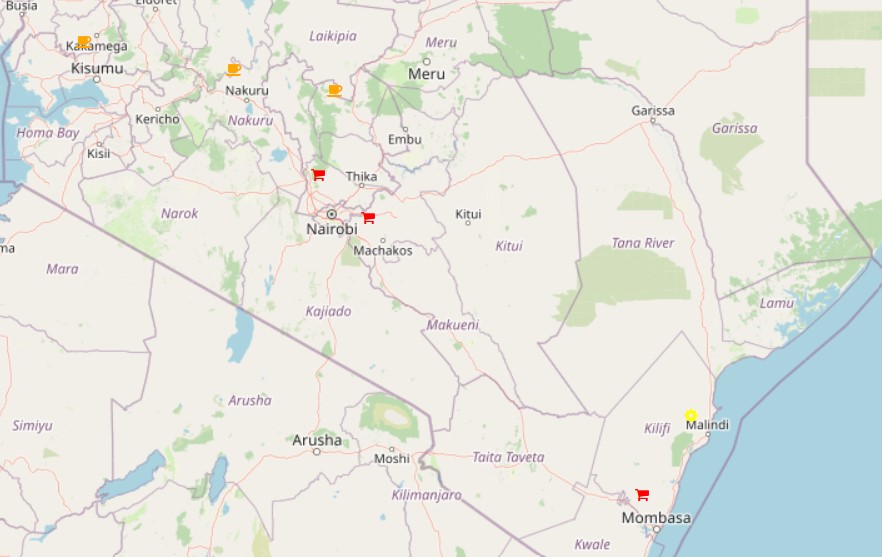 Busia
Eldoret
Kakamega
Kisumu
Laikipia
Meru
Meru
Nakuru
Garissa
Homa Bay
Kericho
Nakuru
Garissa
Kisii
Embu
Thika
Narok
Kitui
Nairobi
Machakos
Kitui
Tana River
ma
Mara
Lamu
Kajiado
Makueni
Arusha
Simiyu
Kilifi
Malindi
Arusha
Moshi
Taita Taveta
Kilimanjaro
Mombasa
Kwale